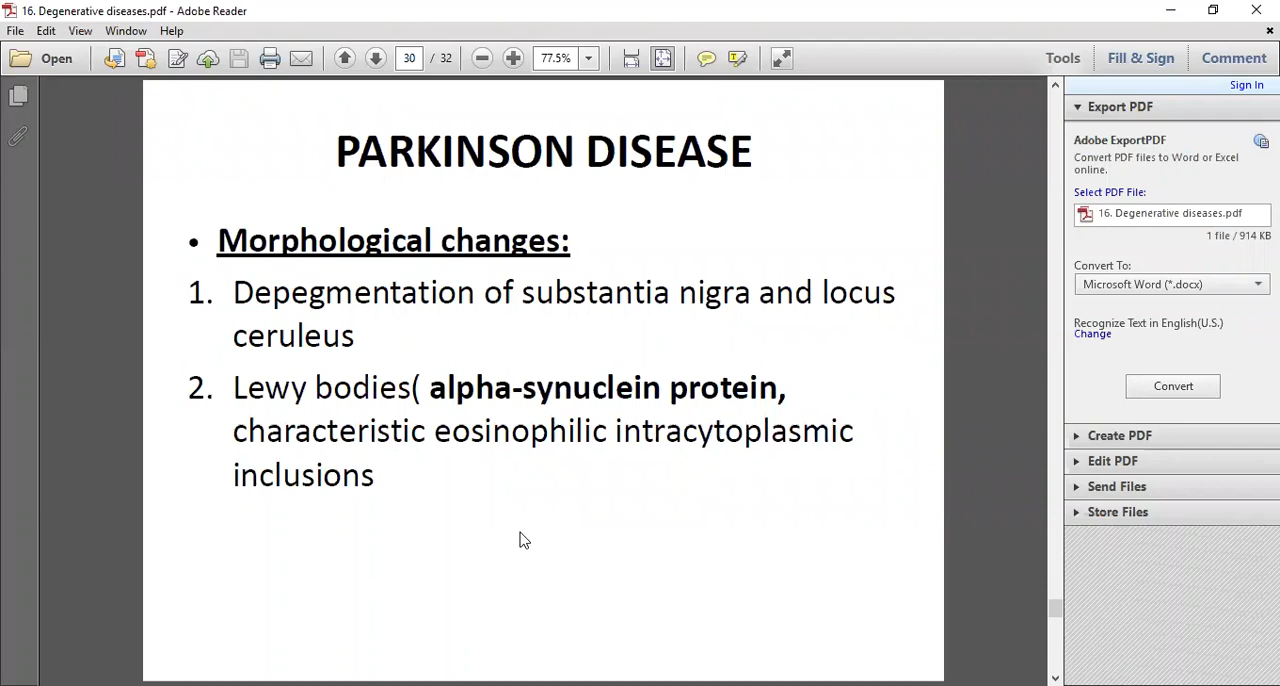 16. Degenerative diseases.pdf - Adobe Reader
File Edit View Window Help
Open 30 / 32 77.5% Tools Fill & Sign Comment
Sign In
PARKINSON DISEASE
• Morphological changes:
1. Depegmentation of substantia nigra and locus
ceruleus
2. Lewy bodies( alpha-synuclein protein,
characteristic eosinophilic intracytoplasmic
inclusions
Export PDF
Adobe ExportPDF
Convert PDF files to Word or Excel
online.
Select PDF File:
16. Degenerative diseases.pdf
1 file / 914 KB
Convert To:
Microsoft Word (*.docx)
Recognize Text in English(U.S.)
Change
Convert
Create PDF
Edit PDF
Send Files
Store Files